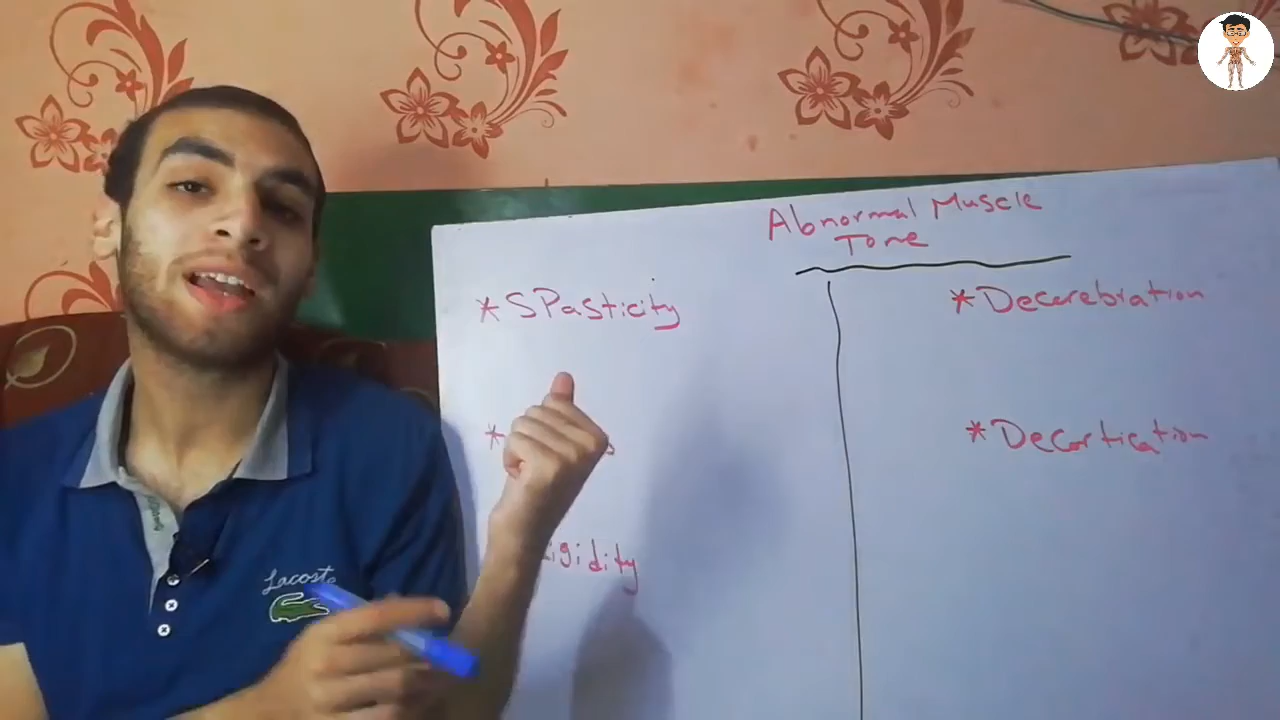 Abnormal Muscle
Tone
*SPasticity
*Decerebration
*Decortication
Lacoste